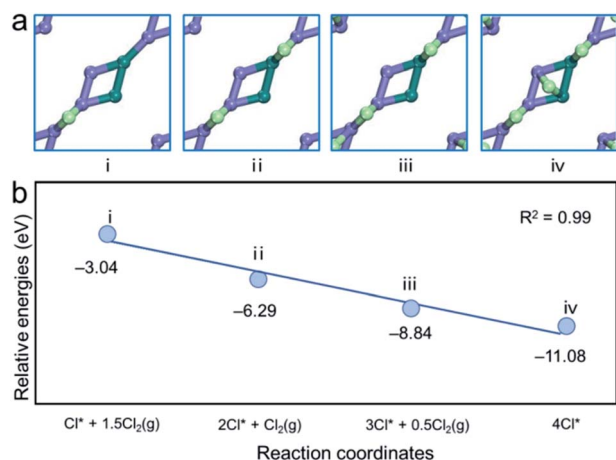 a
i
ii
iii
iv
b
Relative energies (eV)
R² = 0.99
i
−3.04
ii
−6.29
iii
−8.84
iv
−11.08
Cl* + 1.5Cl₂(g)
2Cl* + Cl₂(g)
3Cl* + 0.5Cl₂(g)
4Cl*
Reaction coordinates